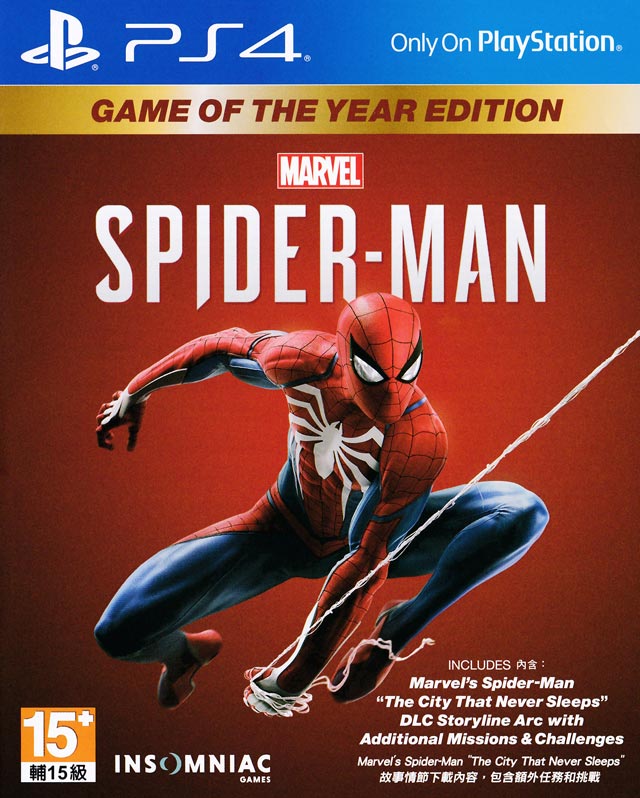 PS4
Only On PlayStation®
GAME OF THE YEAR EDITION
MARVEL
SPIDER-MAN
INCLUDES 內含：
Marvel's Spider-Man
"The City That Never Sleeps"
DLC Storyline Arc with
Additional Missions & Challenges
Marvel's Spider-Man "The City That Never Sleeps"
故事情節下載內容，包含額外任務和挑戰
15+
輔15級
INSOMNIAC
GAMES